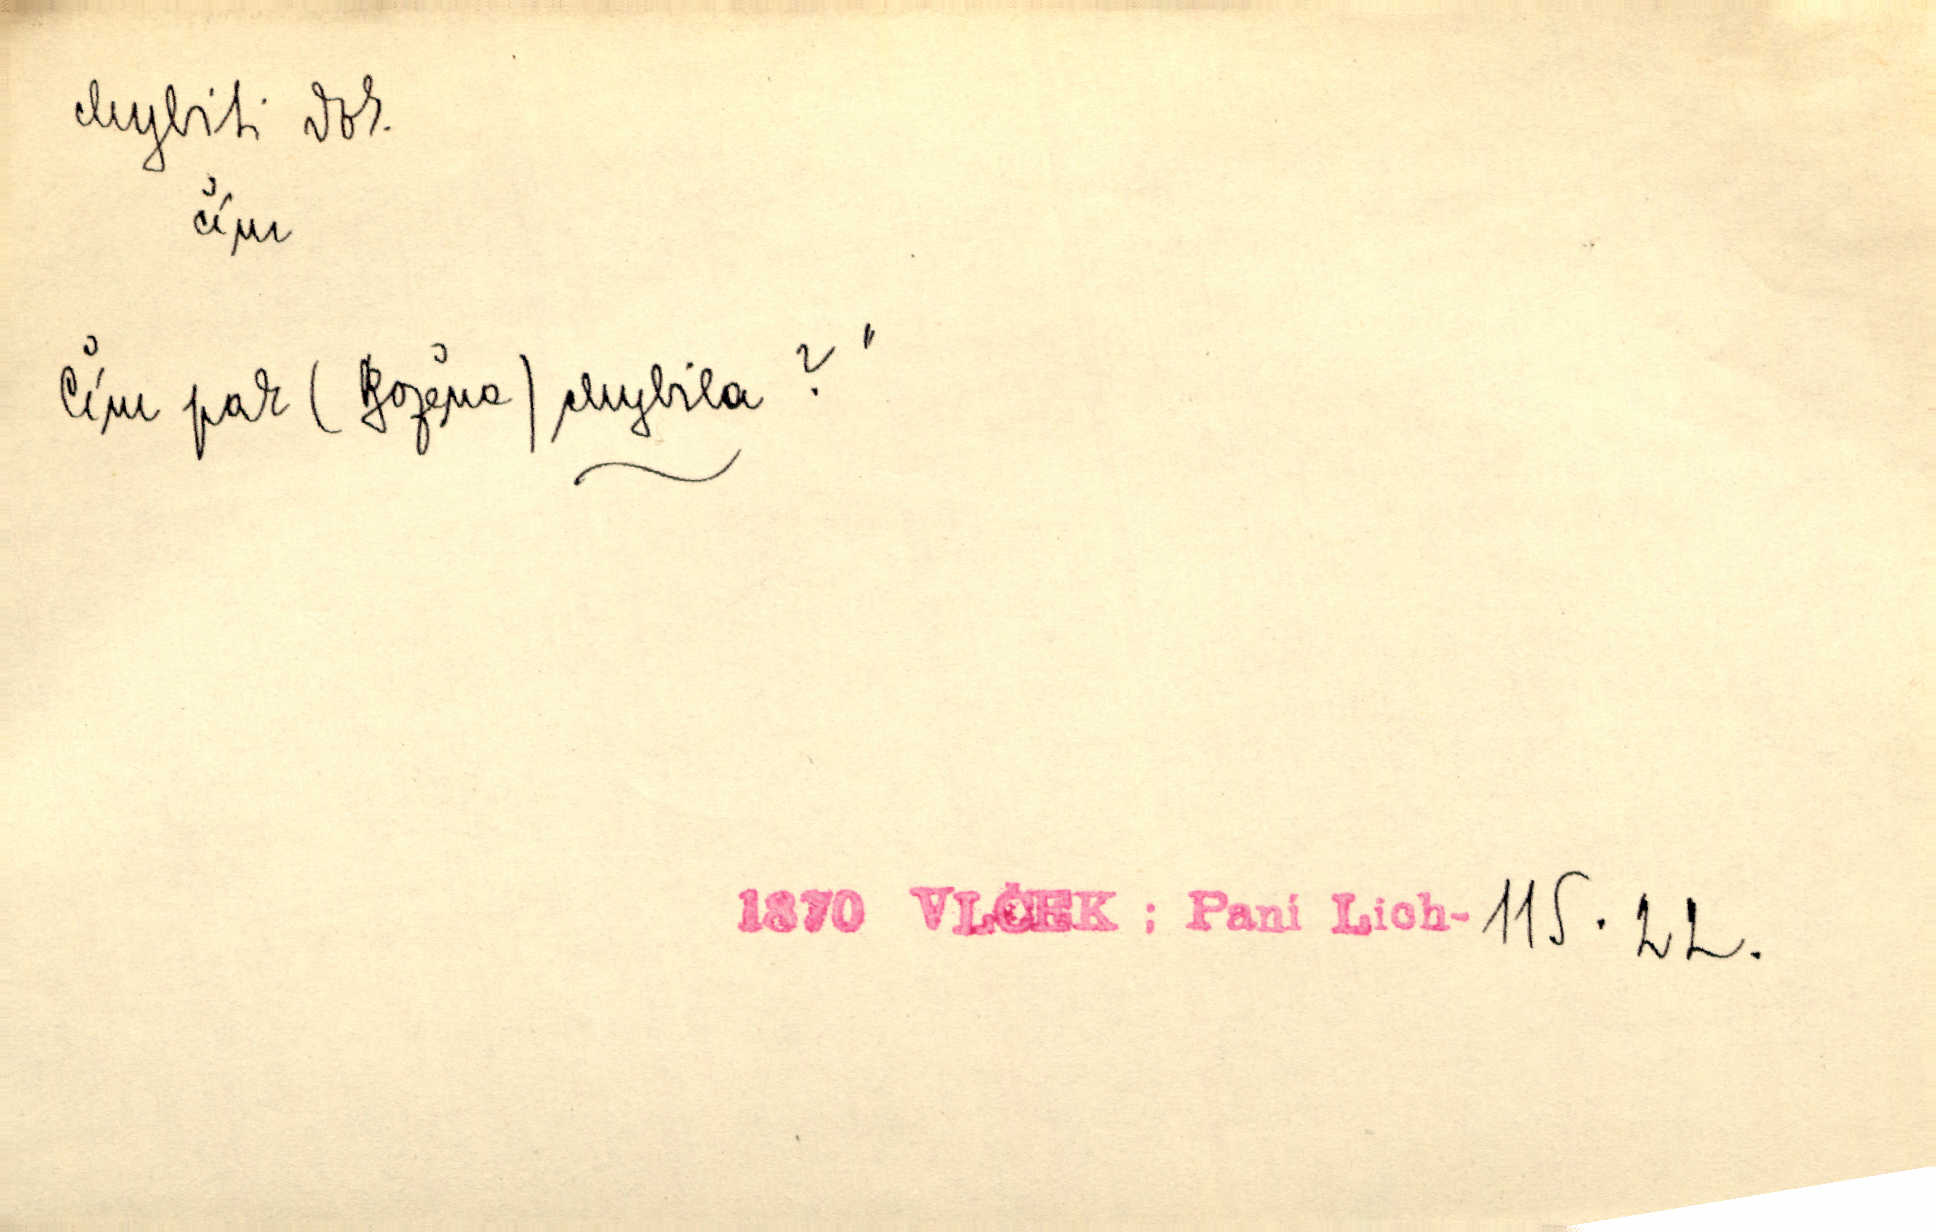 chybiti dok.
čím
Čím pak (Božena) chybila?"
1870 VLČEK ; Paní Lich- 115. 22.